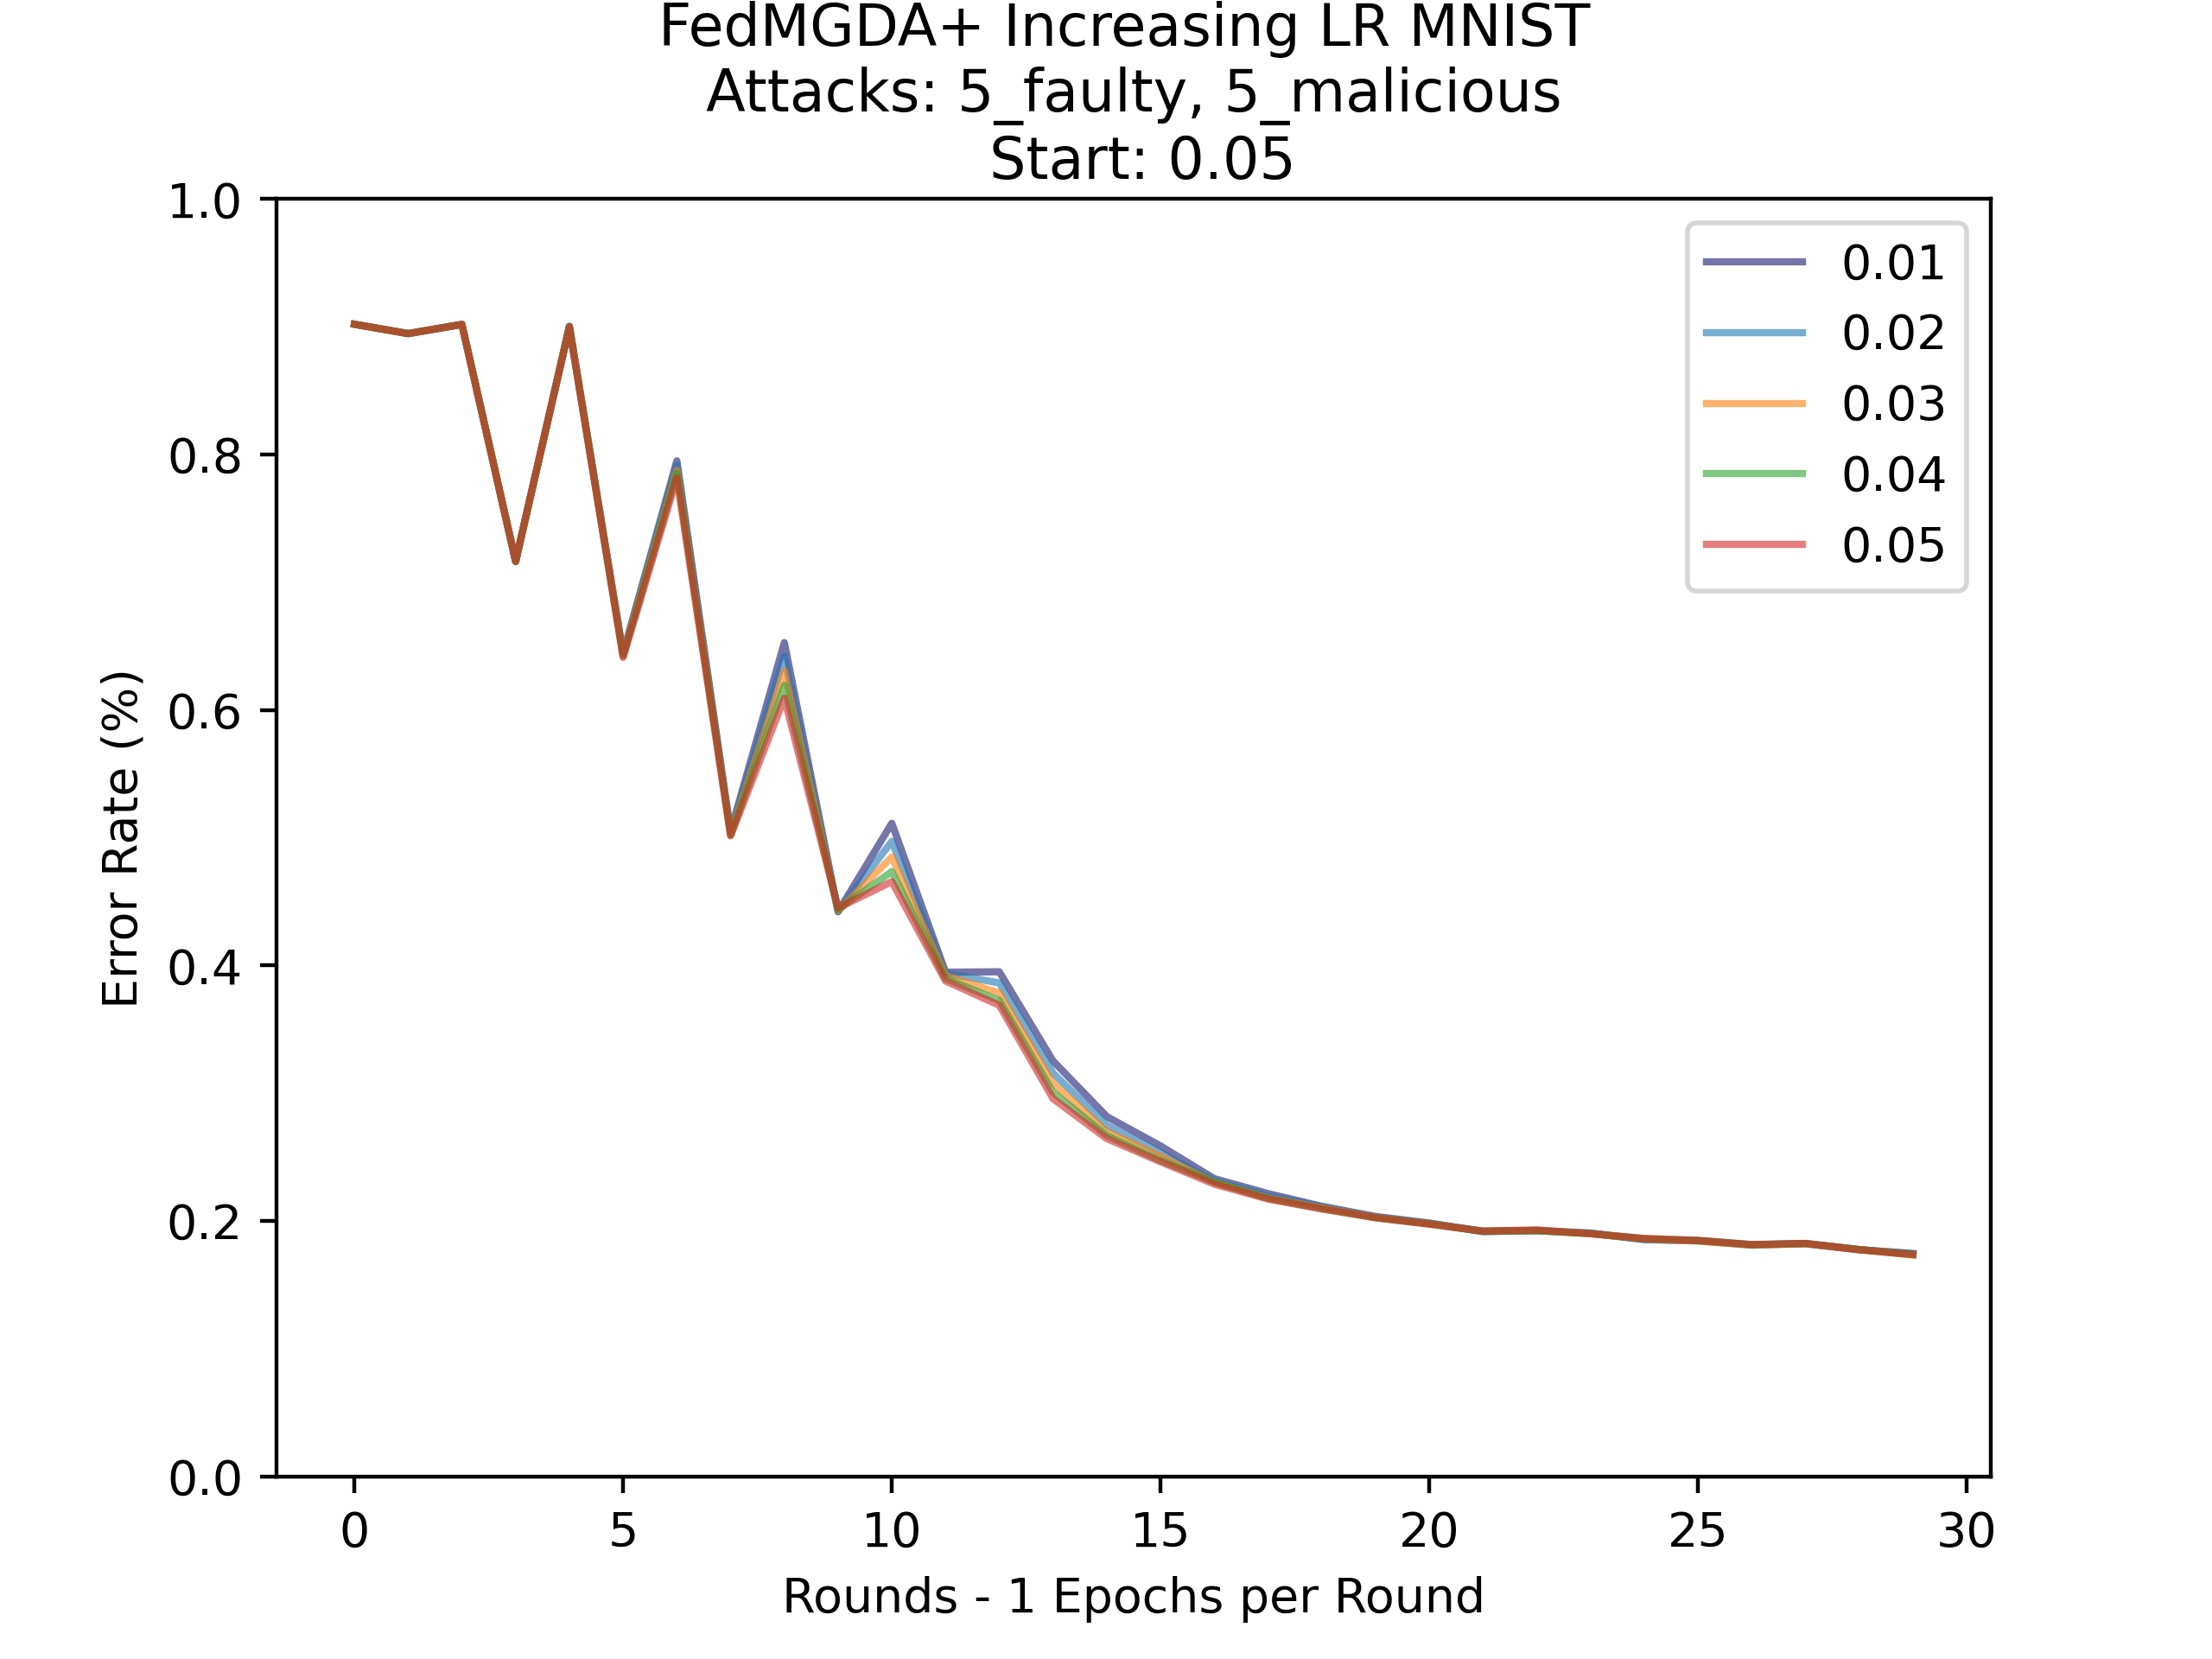 FedMGDA+ Increasing LR MNIST
Attacks: 5_faulty, 5_malicious
Start: 0.05
1.0
0.8
0.6
0.4
0.2
0.0
Error Rate (%)
0.01
0.02
0.03
0.04
0.05
0 5 10 15 20 25 30
Rounds - 1 Epochs per Round